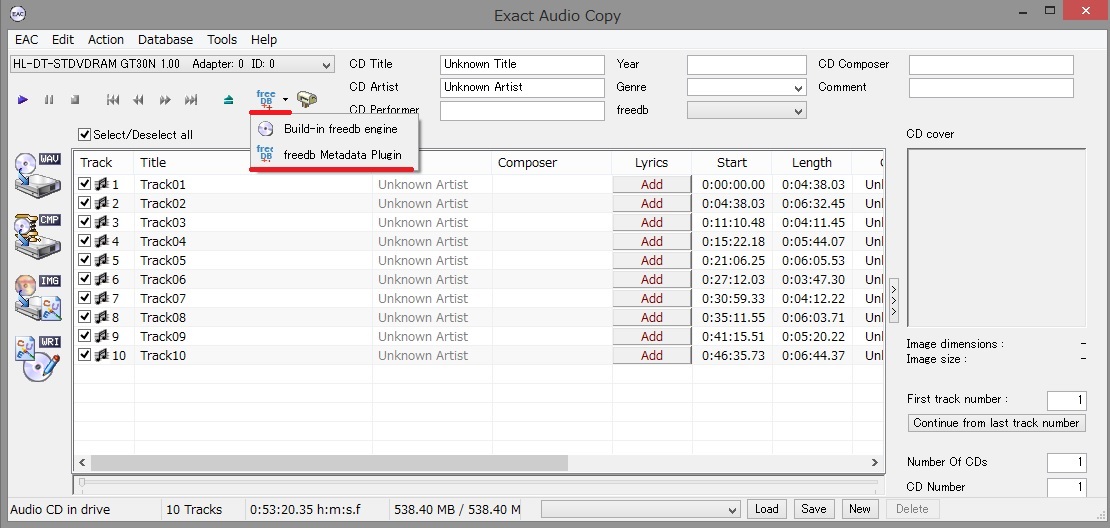 EAC
Exact Audio Copy
EAC Edit Action Database Tools Help
HL-DT-STDVDRAM GT30N 1.00 Adapter: 0 ID: 0
CD Title Unknown Title Year CD Composer
CD Artist Unknown Artist Genre Comment
CD Performer freedb
free DB
Build-in freedb engine
free DB freedb Metadata Plugin
Select/Deselect all
CD cover
WAV
CMP
IMG
WRI
Track Title Composer Lyrics Start Length
1 Track01 Unknown Artist Add 0:00:00.00 0:04:38.03 Unl
2 Track02 Unknown Artist Add 0:04:38.03 0:06:32.45 Unl
3 Track03 Unknown Artist Add 0:11:10.48 0:04:11.45 Unl
4 Track04 Unknown Artist Add 0:15:22.18 0:05:44.07 Unl
5 Track05 Unknown Artist Add 0:21:06.25 0:06:05.53 Unl
6 Track06 Unknown Artist Add 0:27:12.03 0:03:47.30 Unl
7 Track07 Unknown Artist Add 0:30:59.33 0:04:12.22 Unl
8 Track08 Unknown Artist Add 0:35:11.55 0:06:03.71 Unl
9 Track09 Unknown Artist Add 0:41:15.51 0:05:20.22 Unl
10 Track10 Unknown Artist Add 0:46:35.73 0:06:44.37 Unl
Image dimensions : -
Image size : -
First track number : 1
Continue from last track number
Number Of CDs 1
CD Number 1
Audio CD in drive 10 Tracks 0:53:20.35 h:m:s.f 538.40 MB / 538.40 M Load Save New Delete